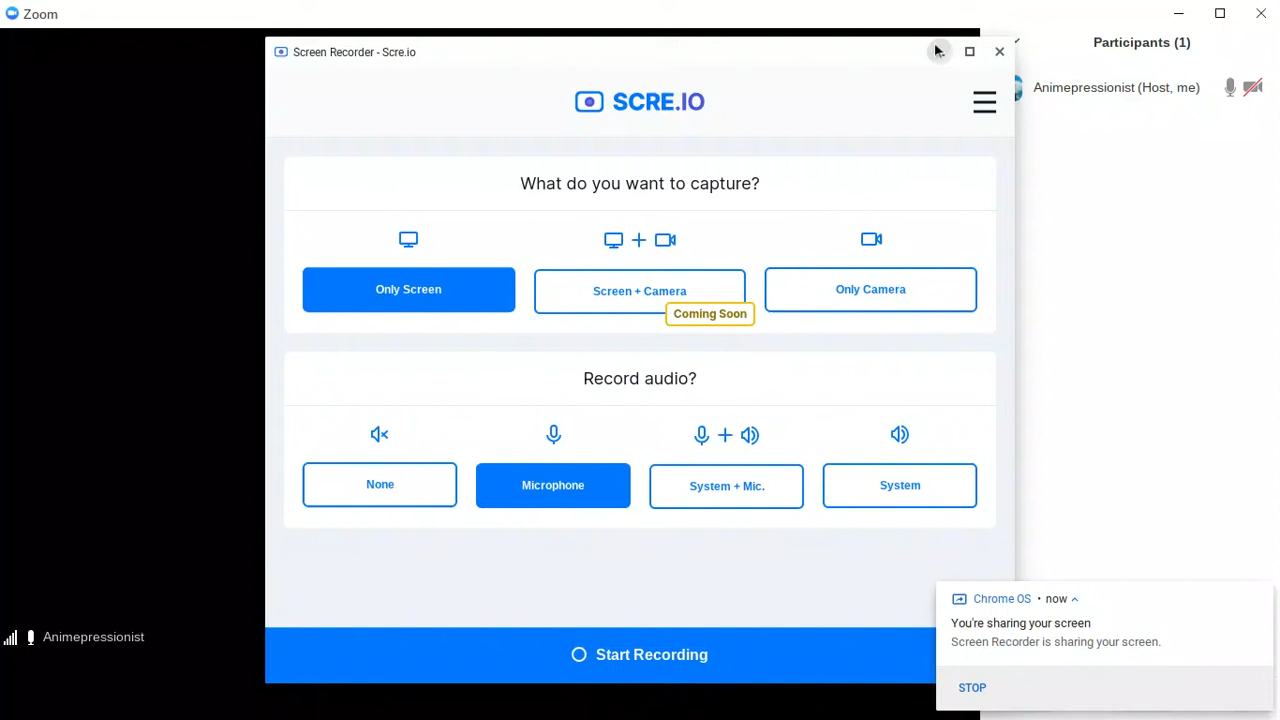 Zoom
Screen Recorder - Scre.io
Participants (1)
SCRE.IO
Animepressionist (Host, me)
What do you want to capture?
Only Screen
Screen + Camera
Only Camera
Coming Soon
Record audio?
None
Microphone
System + Mic.
System
Chrome OS • now
You're sharing your screen
Screen Recorder is sharing your screen.
STOP
Animepressionist
Start Recording